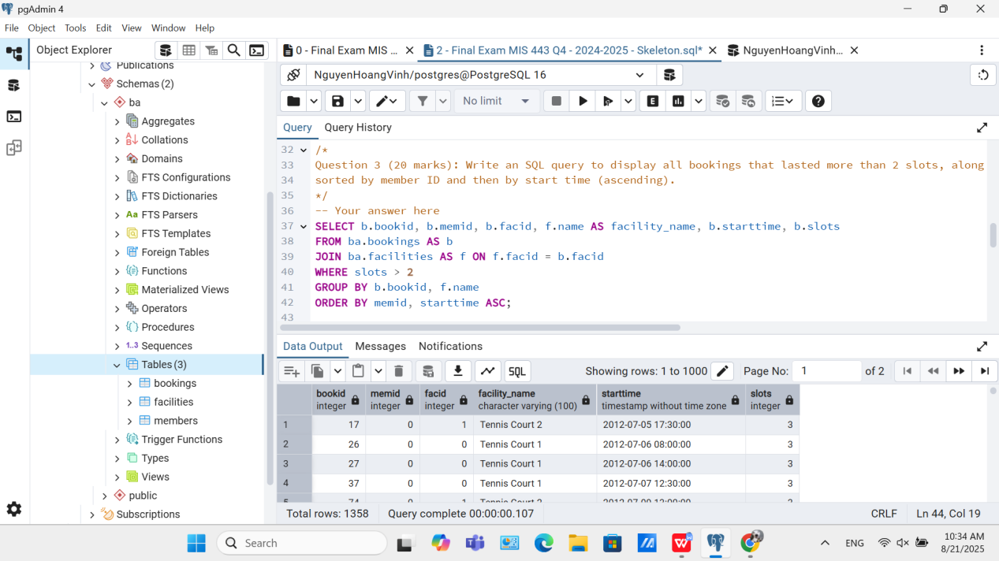 pgAdmin 4
File Object Tools Edit View Window Help
Object Explorer
0 - Final Exam MIS ...
2 - Final Exam MIS 443 Q4 - 2024-2025 - Skeleton.sql*
NguyenHoangVinh...
Publications
Schemas (2)
ba
Aggregates
Collations
Domains
FTS Configurations
FTS Dictionaries
Aa FTS Parsers
FTS Templates
Foreign Tables
Functions
Materialized Views
Operators
Procedures
1..3 Sequences
Tables (3)
bookings
facilities
members
Trigger Functions
Types
Views
public
Subscriptions
NguyenHoangVinh/postgres@PostgreSQL 16
No limit
Query Query History
32 /*
33 Question 3 (20 marks): Write an SQL query to display all bookings that lasted more than 2 slots, along
34 sorted by member ID and then by start time (ascending).
35 */
36 -- Your answer here
37 SELECT b.bookid, b.memid, b.facid, f.name AS facility_name, b.starttime, b.slots
38 FROM ba.bookings AS b
39 JOIN ba.facilities AS f ON f.facid = b.facid
40 WHERE slots > 2
41 GROUP BY b.bookid, f.name
42 ORDER BY memid, starttime ASC;
43
Data Output Messages Notifications
SQL
Showing rows: 1 to 1000
Page No: 1 of 2
bookid memid facid facility_name starttime slots
integer integer integer character varying (100) timestamp without time zone integer
1 17 0 1 Tennis Court 2 2012-07-05 17:30:00 3
2 26 0 0 Tennis Court 1 2012-07-06 08:00:00 3
3 27 0 0 Tennis Court 1 2012-07-06 14:00:00 3
4 37 0 0 Tennis Court 1 2012-07-07 12:30:00 3
5 74 0 1 Tennis Court 2
Total rows: 1358 Query complete 00:00:00.107 CRLF Ln 44, Col 19
Search
ENG
10:34 AM
8/21/2025